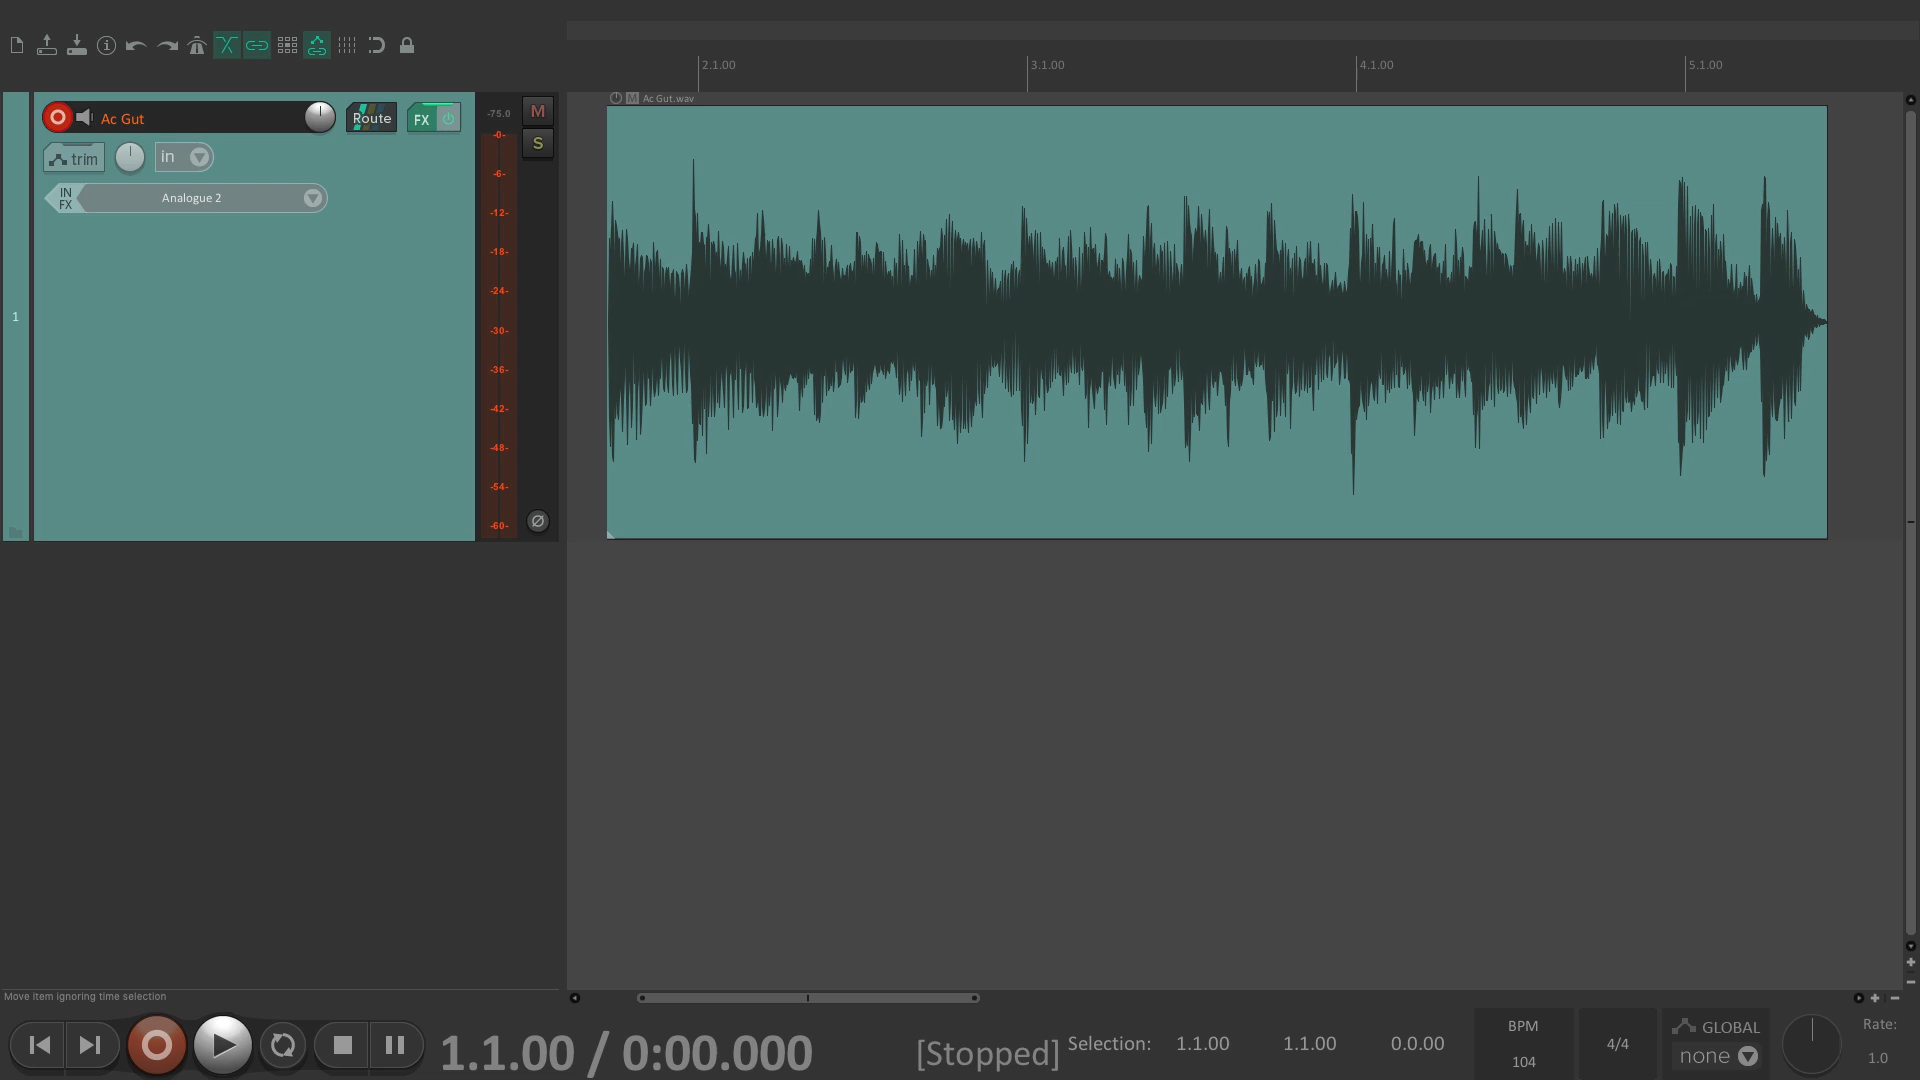 2.1.00
3.1.00
4.1.00
5.1.00
Ac Gut
Route
FX
-75.0
M
S
M Ac Gut.wav
trim
in
IN
FX
Analogue 2
-0-
-6-
-12-
-18-
-24-
-30-
-36-
-42-
-48-
-54-
-60-
1
Move item ignoring time selection
1.1.00 / 0:00.000
[Stopped]
Selection:
1.1.00
1.1.00
0.0.00
BPM
104
4/4
GLOBAL
none
Rate:
1.0